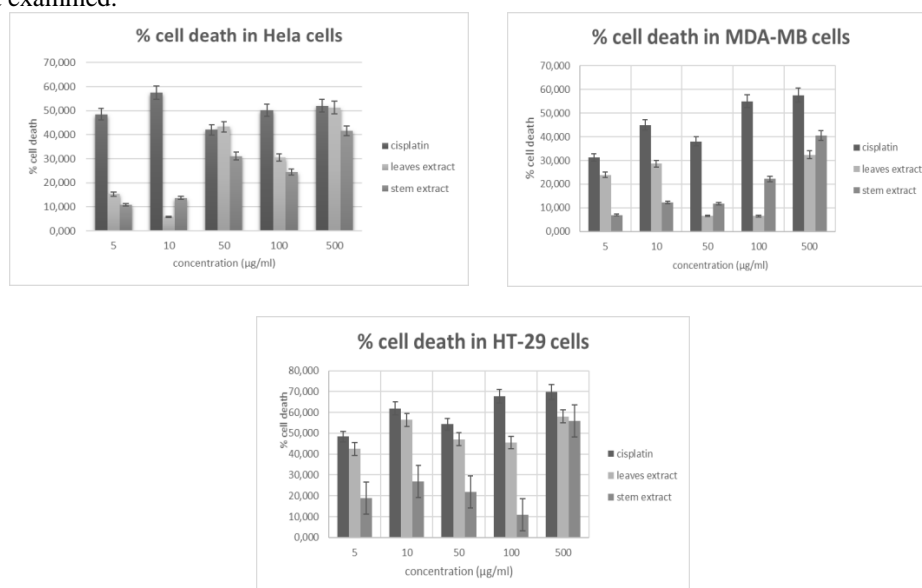 examined.
% cell death in Hela cells
70,000
60,000
50,000
40,000
30,000
20,000
10,000
0,000
% cell death
5 10 50 100 500
concentration (µg/ml)
cisplatin
leaves extract
stem extract
% cell death in MDA-MB cells
70,000
60,000
50,000
40,000
30,000
20,000
10,000
0,000
% cell death
5 10 50 100 500
concentration (µg/ml)
cisplatin
leaves extract
stem extract
% cell death in HT-29 cells
80,000
70,000
60,000
50,000
40,000
30,000
20,000
10,000
0,000
% cell death
5 10 50 100 500
concentration (µg/ml)
cisplatin
leaves extract
stem extract